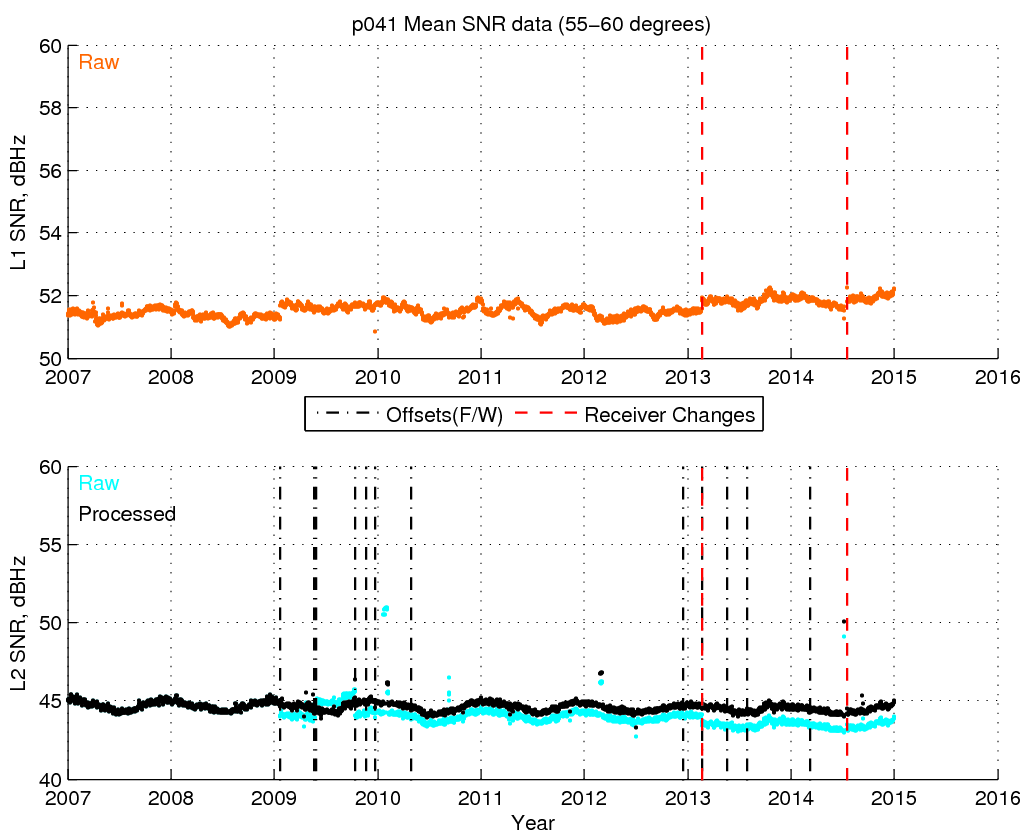 p041 Mean SNR data (55−60 degrees)
60
Raw
58
56
54
52
50
L1 SNR, dBHz
2007 2008 2009 2010 2011 2012 2013 2014 2015 2016
Offsets(F/W) Receiver Changes
60
Raw
Processed
55
50
45
40
L2 SNR, dBHz
2007 2008 2009 2010 2011 2012 2013 2014 2015 2016
Year